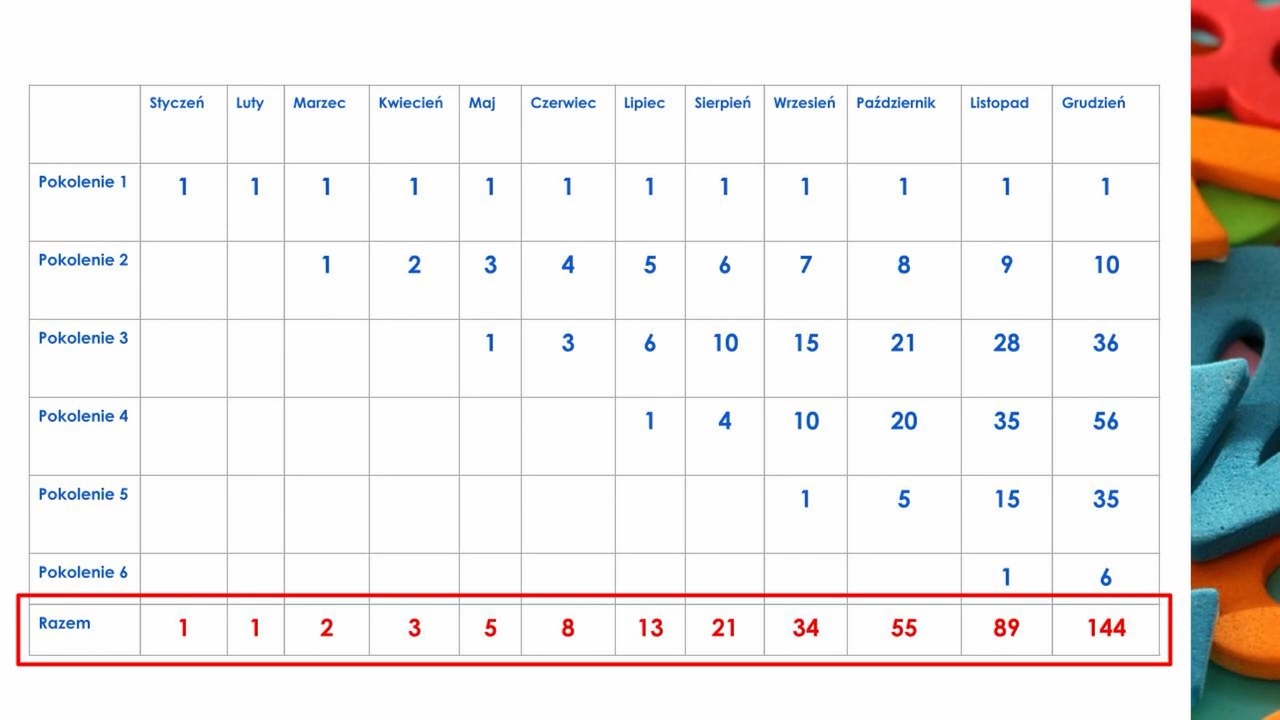 Styczeń Luty Marzec Kwiecień Maj Czerwiec Lipiec Sierpień Wrzesień Październik Listopad Grudzień
Pokolenie 1 1 1 1 1 1 1 1 1 1 1 1 1
Pokolenie 2 1 2 3 4 5 6 7 8 9 10
Pokolenie 3 1 3 6 10 15 21 28 36
Pokolenie 4 1 4 10 20 35 56
Pokolenie 5 1 5 15 35
Pokolenie 6 1 6
Razem 1 1 2 3 5 8 13 21 34 55 89 144